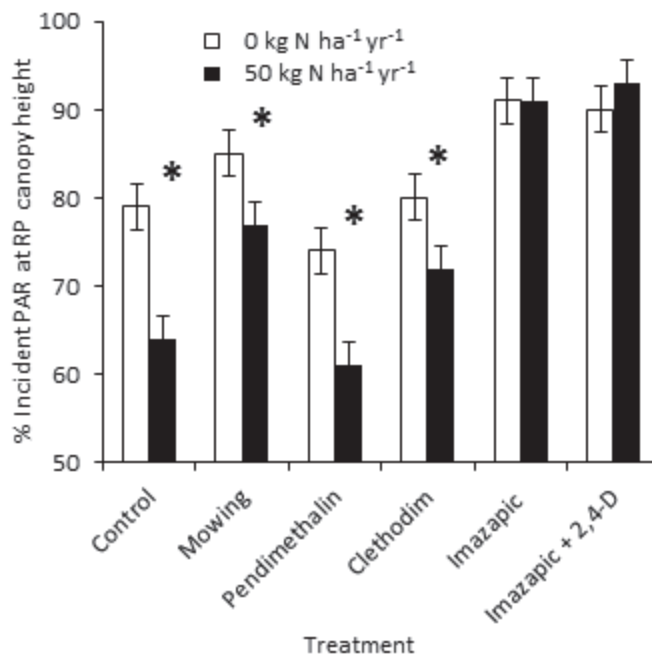 100
90
80
70
60
50
% Incident PAR at RP canopy height
0 kg N ha⁻¹ yr⁻¹
50 kg N ha⁻¹ yr⁻¹
*
*
*
*
Control
Mowing
Pendimethalin
Clethodim
Imazapic
Imazapic + 2,4-D
Treatment